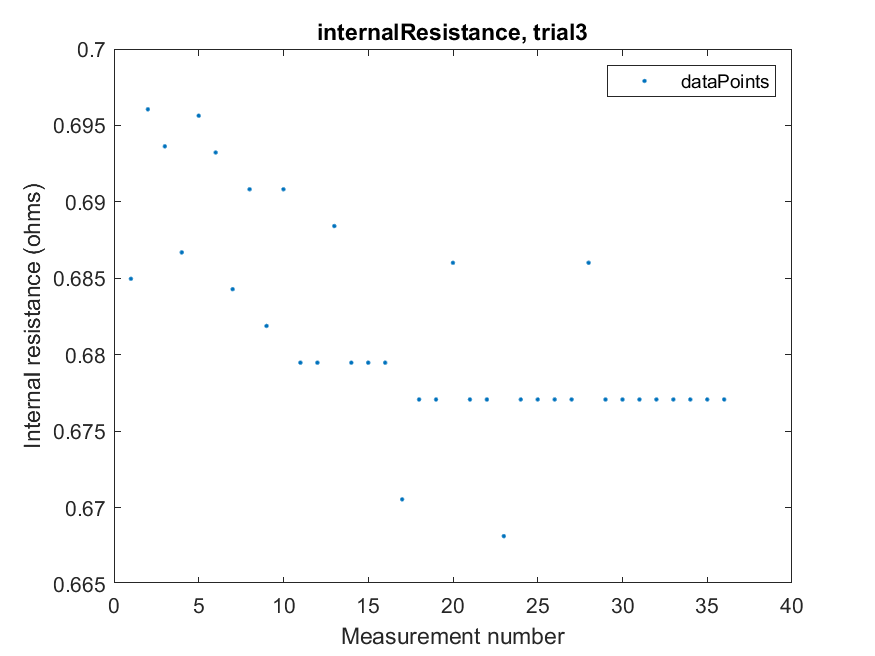 internalResistance, trial3
dataPoints
Internal resistance (ohms)
0.7
0.695
0.69
0.685
0.68
0.675
0.67
0.665
0 5 10 15 20 25 30 35 40
Measurement number